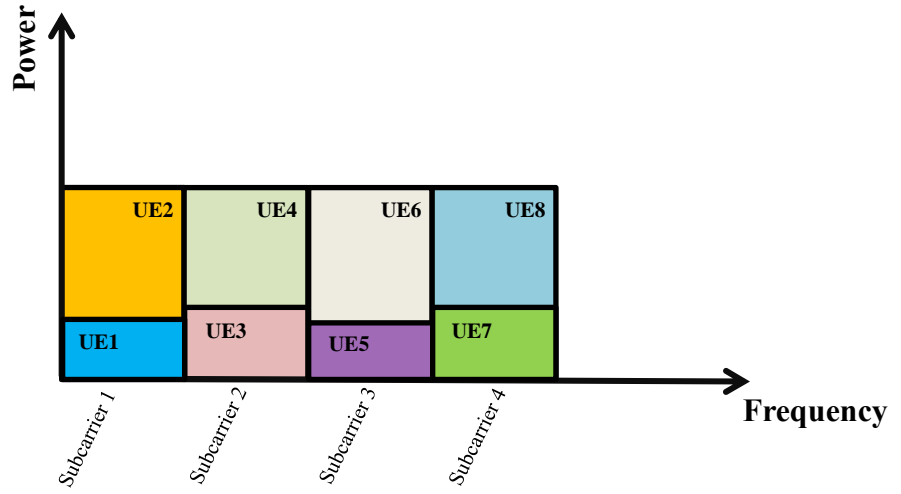 Power
UE2
UE4
UE6
UE8
UE1
UE3
UE5
UE7
Subcarrier 1
Subcarrier 2
Subcarrier 3
Subcarrier 4
Frequency